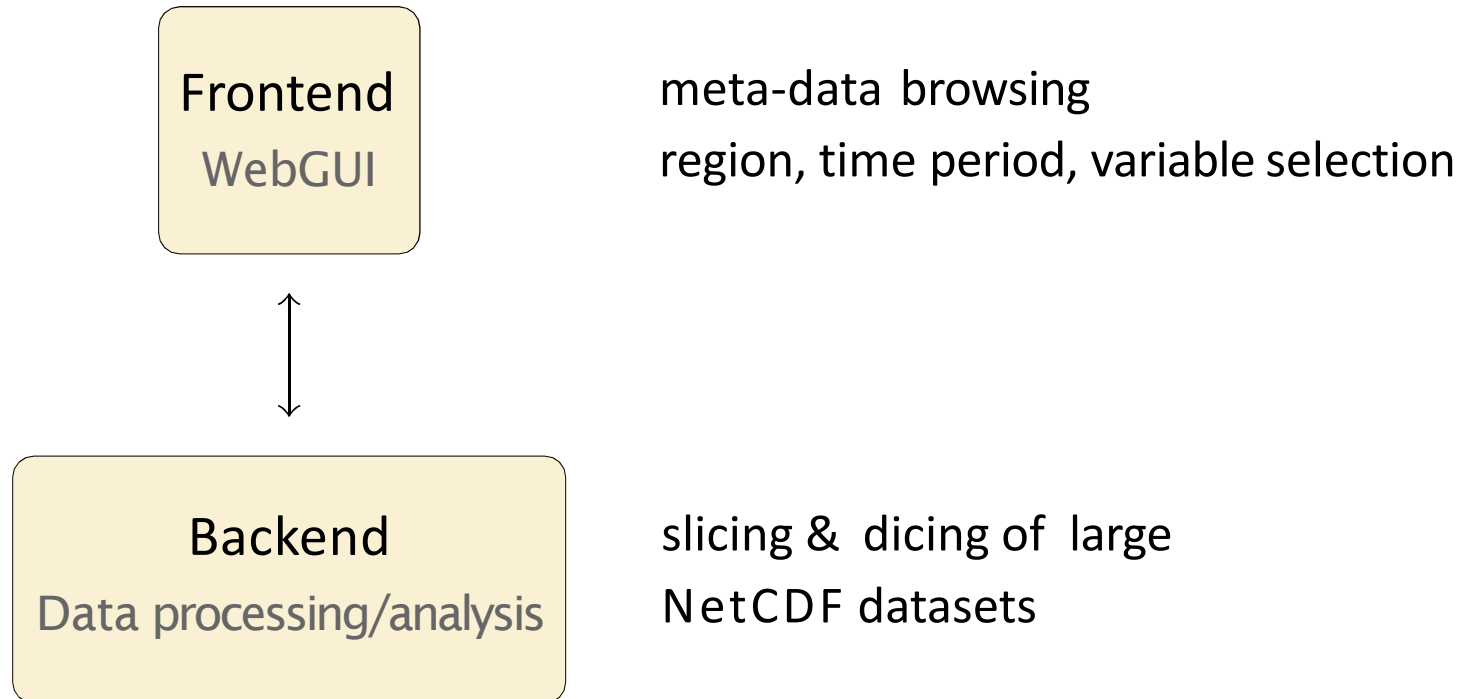 Frontend
WebGUI
meta-data browsing
region, time period, variable selection
Backend
Data processing/analysis
slicing & dicing of large
NetCDF datasets